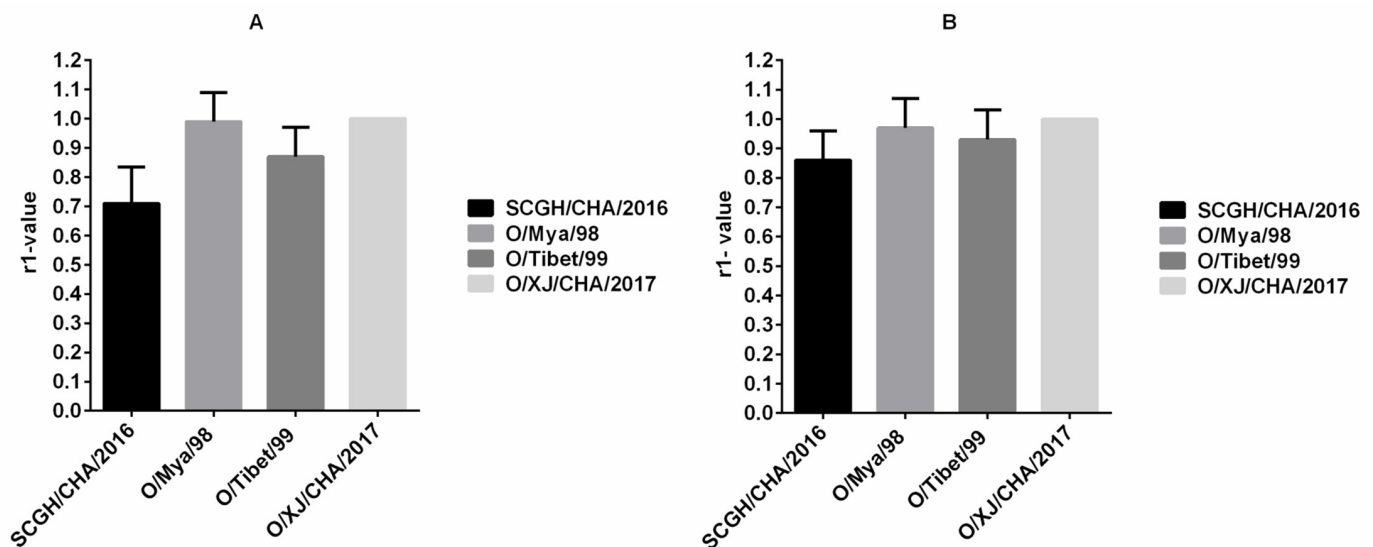 A
1.2
1.1
1.0
0.9
0.8
0.7
0.6
0.5
0.4
0.3
0.2
0.1
0.0
r1-value
SCGH/CHA/2016
O/Mya/98
O/Tibet/99
O/XJ/CHA/2017
SCGH/CHA/2016
O/Mya/98
O/Tibet/99
O/XJ/CHA/2017
B
1.2
1.1
1.0
0.9
0.8
0.7
0.6
0.5
0.4
0.3
0.2
0.1
0.0
r1- value
SCGH/CHA/2016
O/Mya/98
O/Tibet/99
O/XJ/CHA/2017
SCGH/CHA/2016
O/Mya/98
O/Tibet/99
O/XJ/CHA/2017